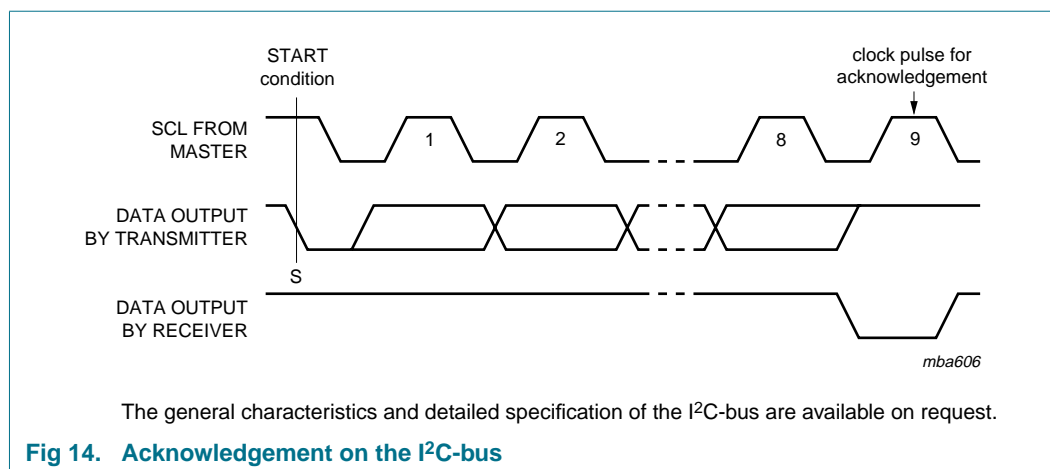 START
condition
clock pulse for
acknowledgement
SCL FROM
MASTER
1
2
8
9
DATA OUTPUT
BY TRANSMITTER
S
DATA OUTPUT
BY RECEIVER
mba606
The general characteristics and detailed specification of the I²C-bus are available on request.
Fig 14. Acknowledgement on the I²C-bus